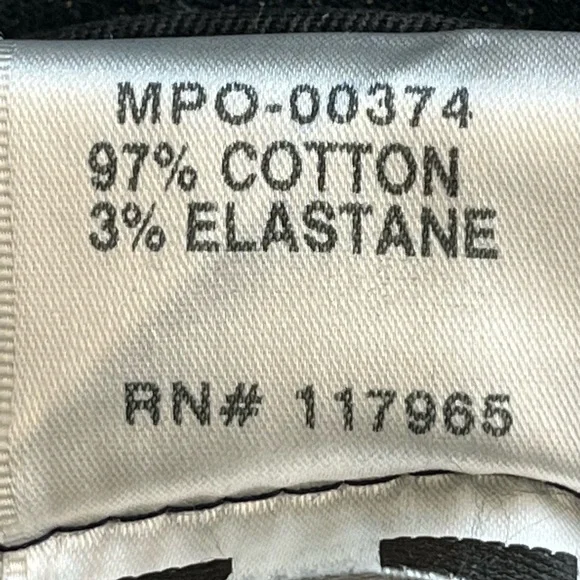 MPO-00374
97% COTTON
3% ELASTANE
RN# 117965